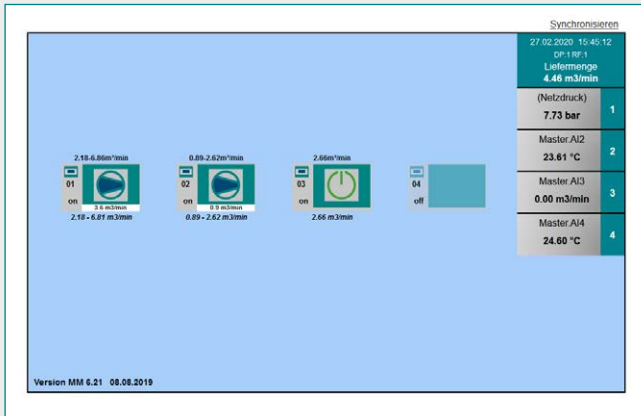 Synchronisieren
27.02.2020 15:45:12
DP:1 RF:1
Liefermenge
4.46 m3/min
(Netzdruck)
7.73 bar
1
Master.AI2
23.61 °C
2
Master.AI3
0.00 m3/min
3
Master.AI4
24.60 °C
4
2.18-6.86m³/min
01
on
3.6 m3/min
2.18 - 6.81 m3/min
0.89-2.62m³/min
02
on
0.9 m3/min
0.89 - 2.62 m3/min
2.66m³/min
03
on
2.66 m3/min
04
off
Version MM 6.21 08.08.2019